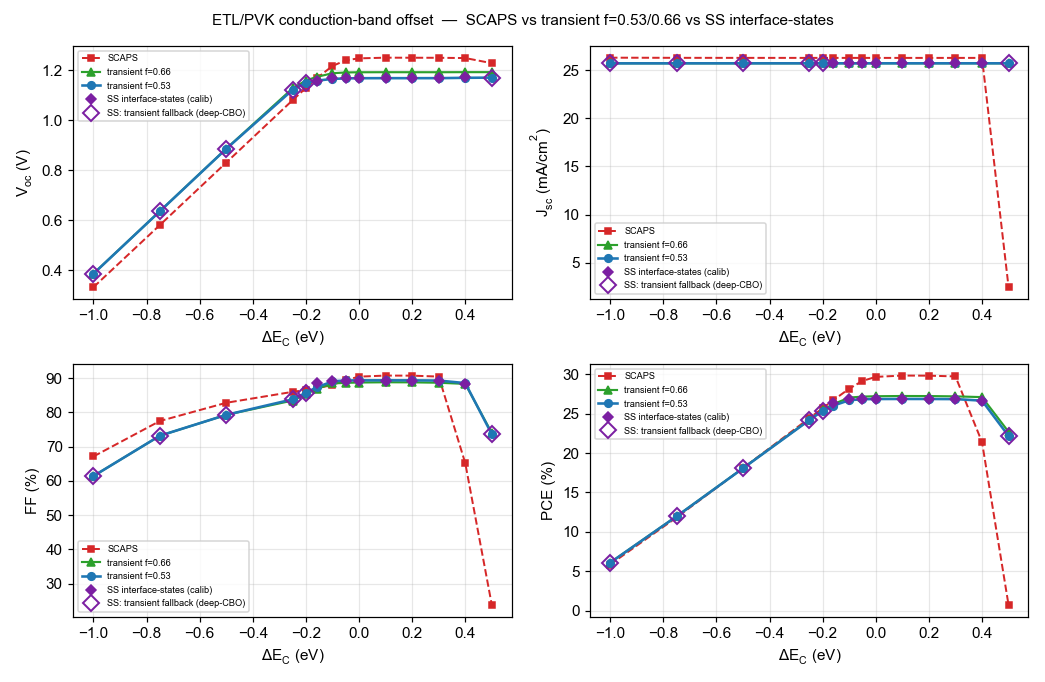 ETL/PVK conduction-band offset — SCAPS vs transient f=0.53/0.66 vs SS interface-states
V_oc (V)
1.2
1.0
0.8
0.6
0.4
SCAPS
transient f=0.66
transient f=0.53
SS interface-states (calib)
SS: transient fallback (deep-CBO)
−1.0 −0.8 −0.6 −0.4 −0.2 0.0 0.2 0.4
ΔE_C (eV)
J_sc (mA/cm²)
25
20
15
10
5
SCAPS
transient f=0.66
transient f=0.53
SS interface-states (calib)
SS: transient fallback (deep-CBO)
−1.0 −0.8 −0.6 −0.4 −0.2 0.0 0.2 0.4
ΔE_C (eV)
FF (%)
90
80
70
60
50
40
30
SCAPS
transient f=0.66
transient f=0.53
SS interface-states (calib)
SS: transient fallback (deep-CBO)
−1.0 −0.8 −0.6 −0.4 −0.2 0.0 0.2 0.4
ΔE_C (eV)
PCE (%)
30
25
20
15
10
5
0
SCAPS
transient f=0.66
transient f=0.53
SS interface-states (calib)
SS: transient fallback (deep-CBO)
−1.0 −0.8 −0.6 −0.4 −0.2 0.0 0.2 0.4
ΔE_C (eV)